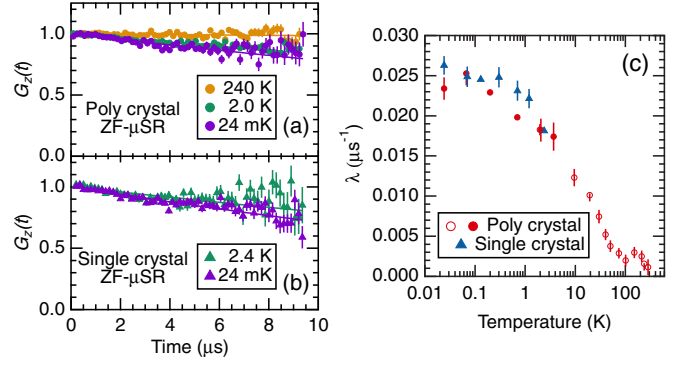 1.0
0.5
0.0
Gz(t)
240 K
2.0 K
24 mK
Poly crystal
ZF-μSR
(a)
1.0
0.5
0.0
Gz(t)
2.4 K
24 mK
Single crystal
ZF-μSR
(b)
0 2 4 6 8 10
Time (μs)
(c)
0.030
0.025
0.020
0.015
0.010
0.005
0.000
λ (μs⁻¹)
Poly crystal
Single crystal
0.01 0.1 1 10 100
Temperature (K)